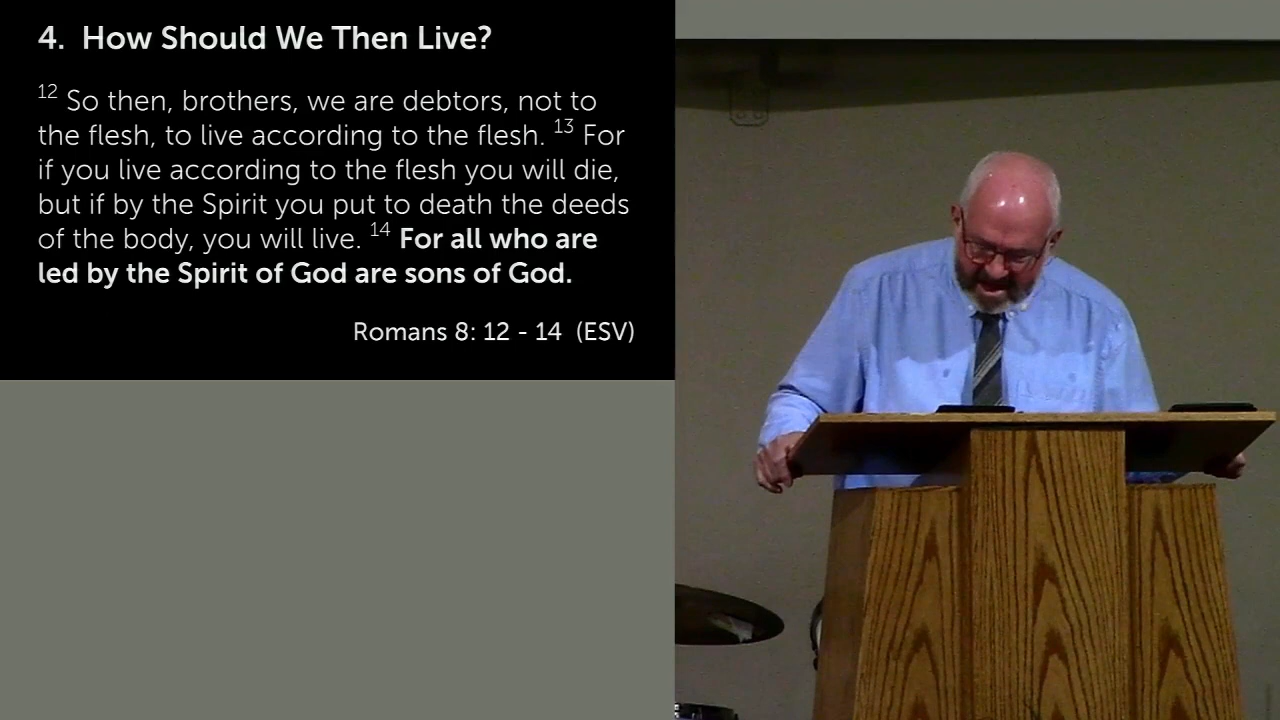 4. How Should We Then Live?
12 So then, brothers, we are debtors, not to
the flesh, to live according to the flesh. 13 For
if you live according to the flesh you will die,
but if by the Spirit you put to death the deeds
of the body, you will live. 14 For all who are
led by the Spirit of God are sons of God.
Romans 8: 12 - 14 (ESV)